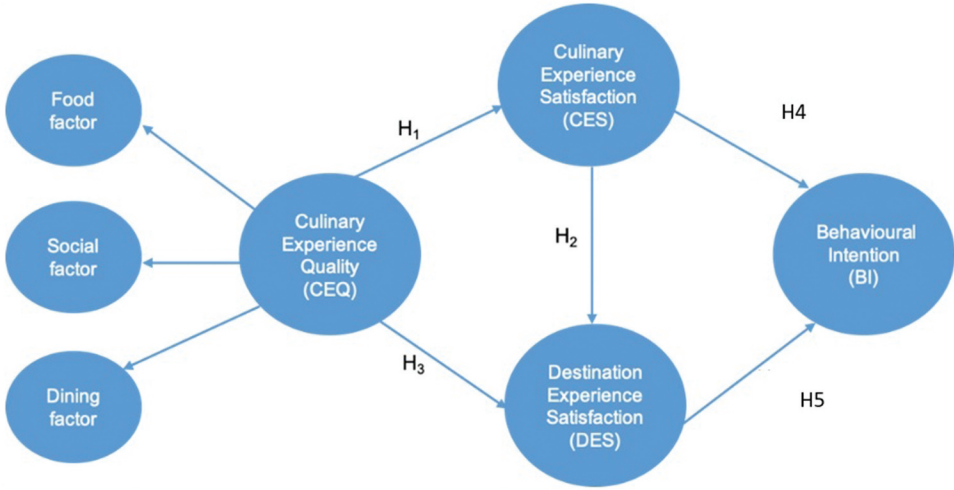 Food
factor
Social
factor
Dining
factor
Culinary
Experience
Quality
(CEQ)
H₁
H₃
Culinary
Experience
Satisfaction
(CES)
H₂
Destination
Experience
Satisfaction
(DES)
H4
H5
Behavioural
Intention
(BI)